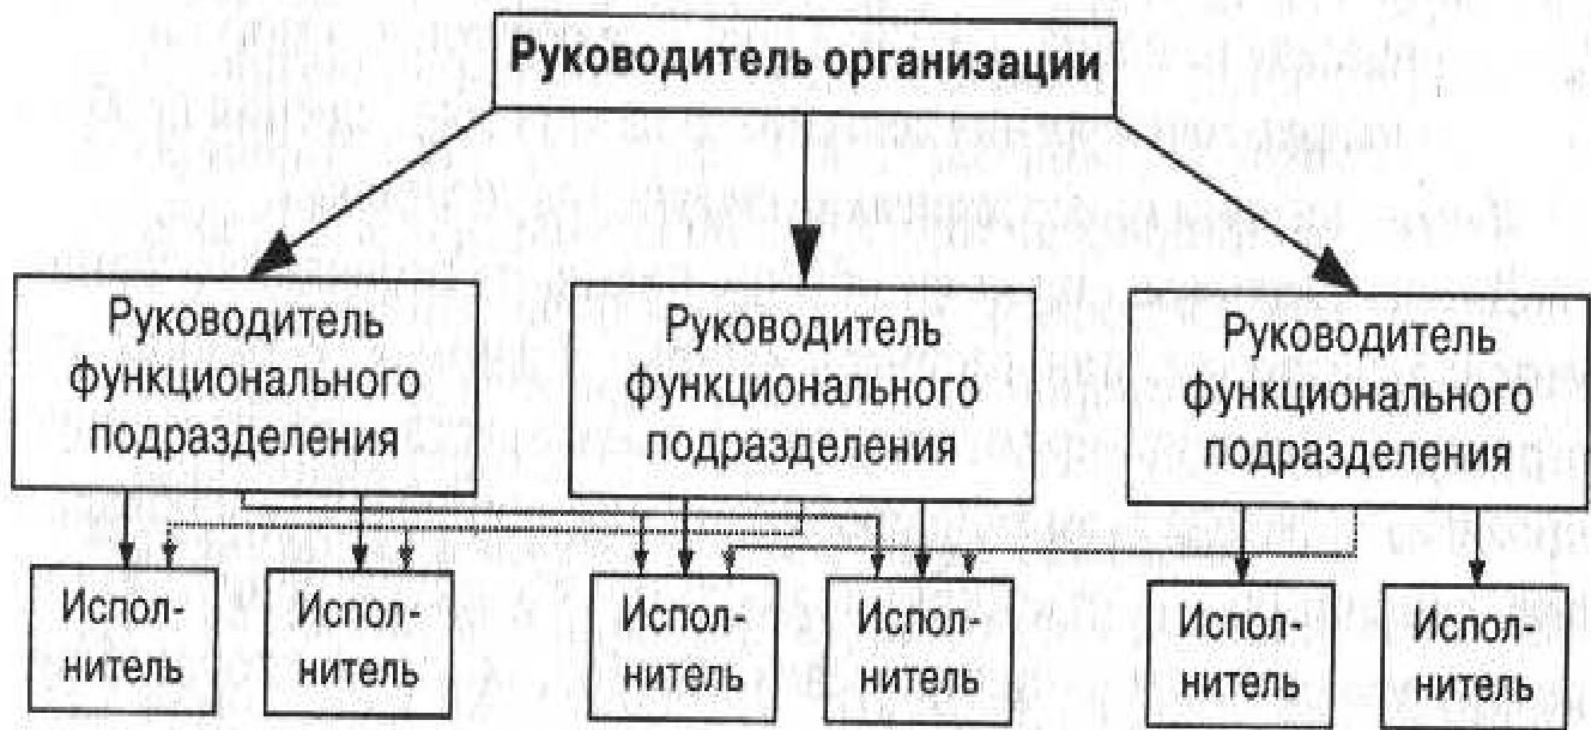 Руководитель организации
Руководитель
функционального
подразделения
Руководитель
функционального
подразделения
Руководитель
функционального
подразделения
Испол-
нитель
Испол-
нитель
Испол-
нитель
Испол-
нитель
Испол-
нитель
Испол-
нитель